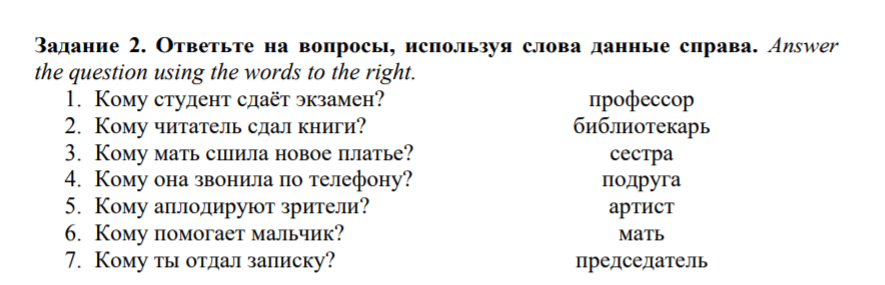 Задание 2. Ответьте на вопросы, используя слова данные справа. Answer
the question using the words to the right.
1. Кому студент сдаёт экзамен? профессор
2. Кому читатель сдал книги? библиотекарь
3. Кому мать сшила новое платье? сестра
4. Кому она звонила по телефону? подруга
5. Кому аплодируют зрители? артист
6. Кому помогает мальчик? мать
7. Кому ты отдал записку? председатель